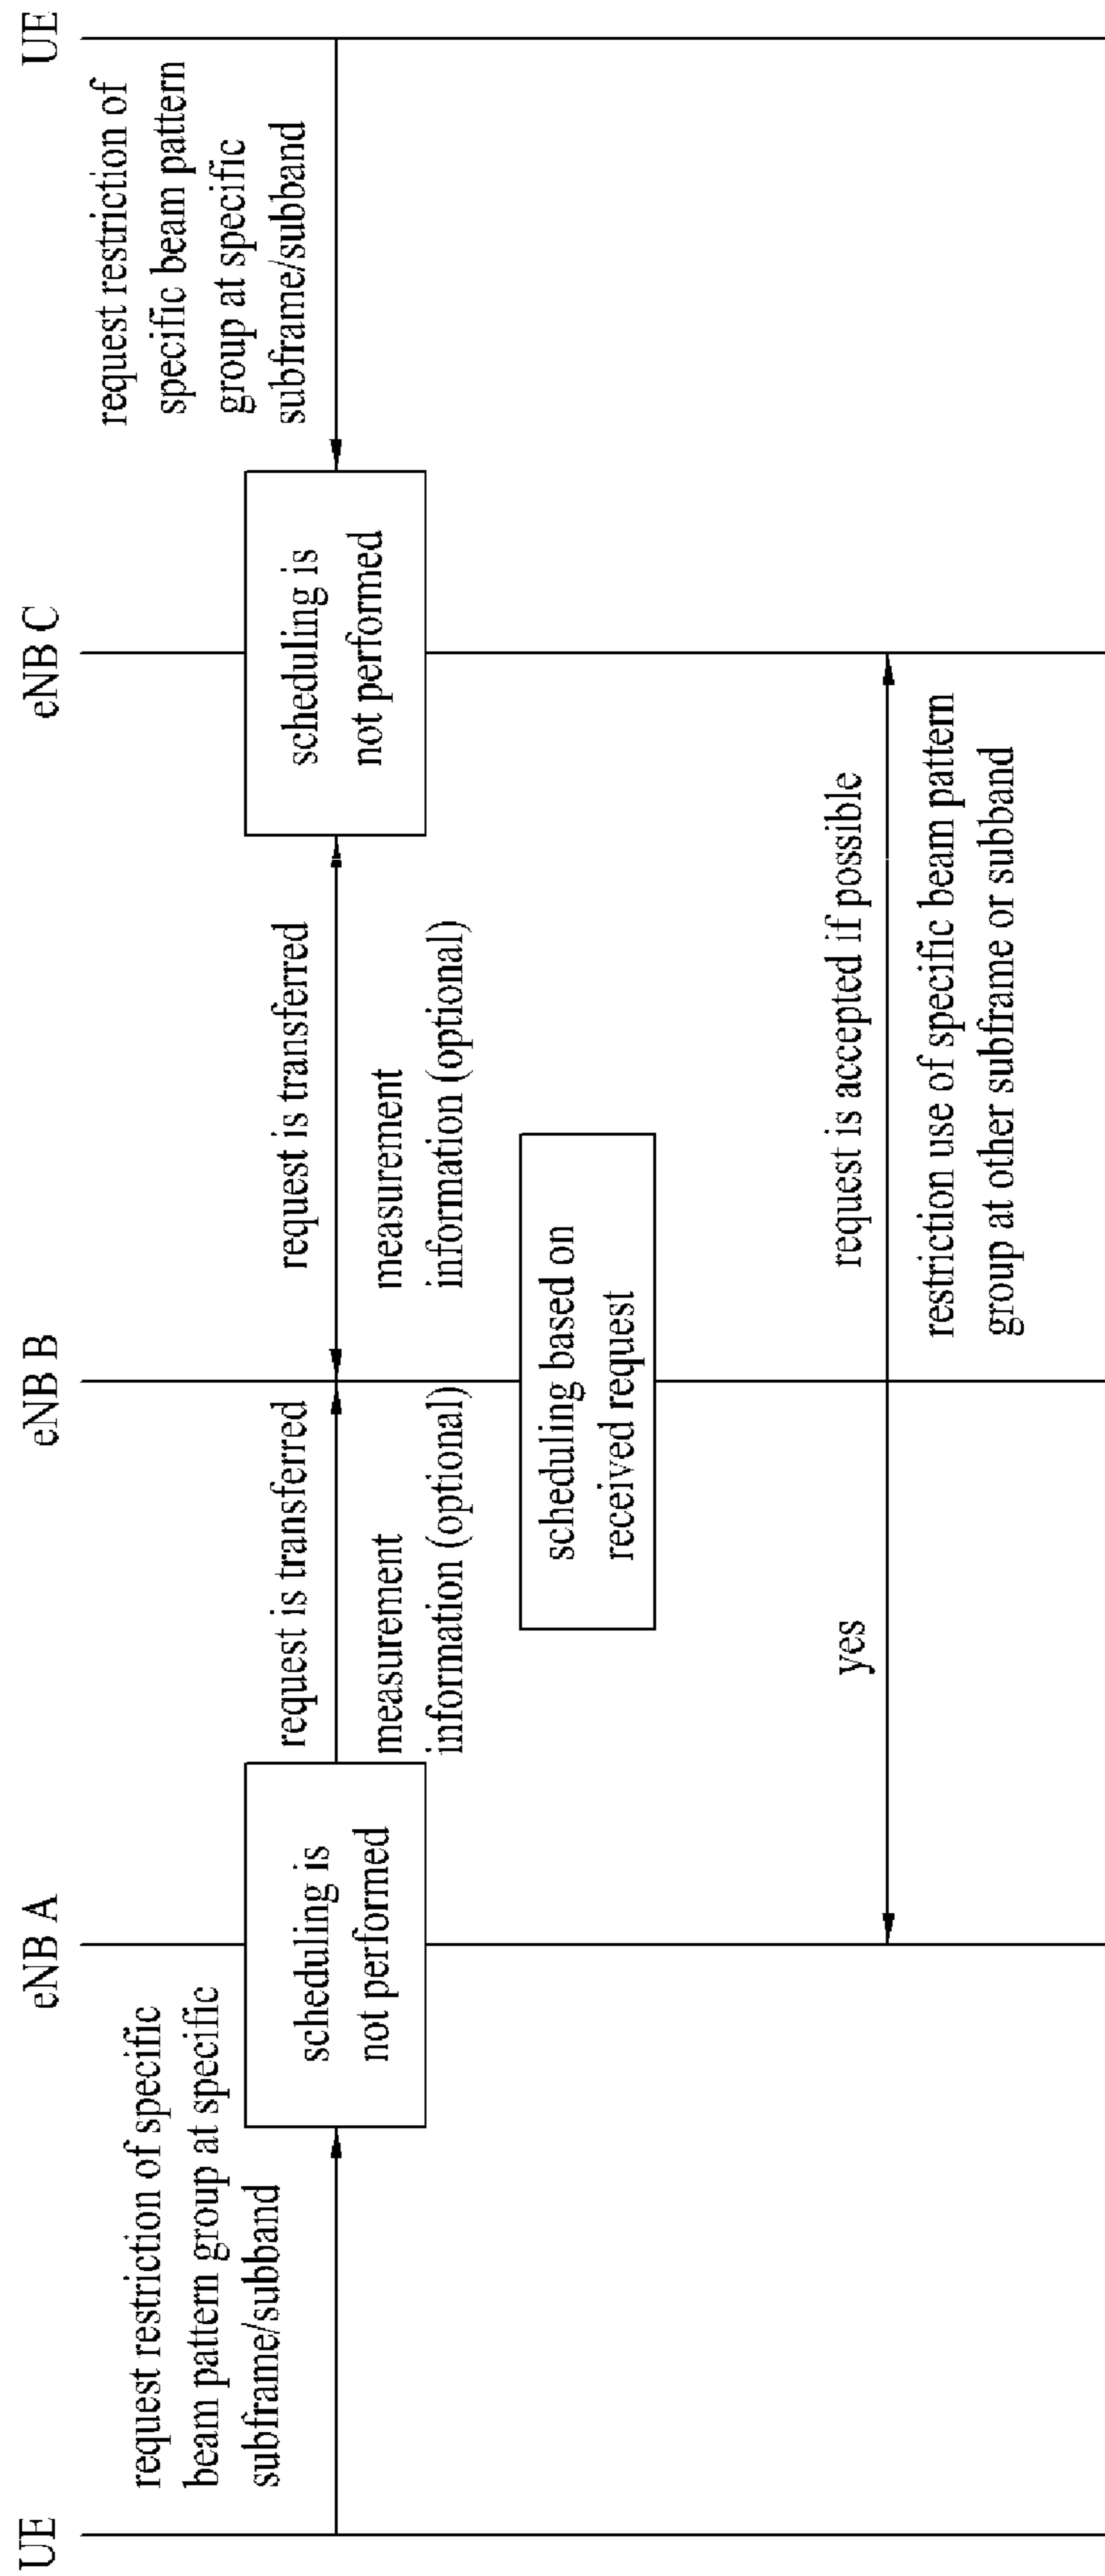 UE
eNB A
eNB B
eNB C
UE
request restriction of specific
beam pattern group at specific
subframe/subband
scheduling is
not performed
request is transferred
measurement
information (optional)
request is transferred
measurement
information (optional)
scheduling is
not performed
request restriction of
specific beam pattern
group at specific
subframe/subband
scheduling based on
received request
yes
request is accepted if possible
restriction use of specific beam pattern
group at other subframe or subband